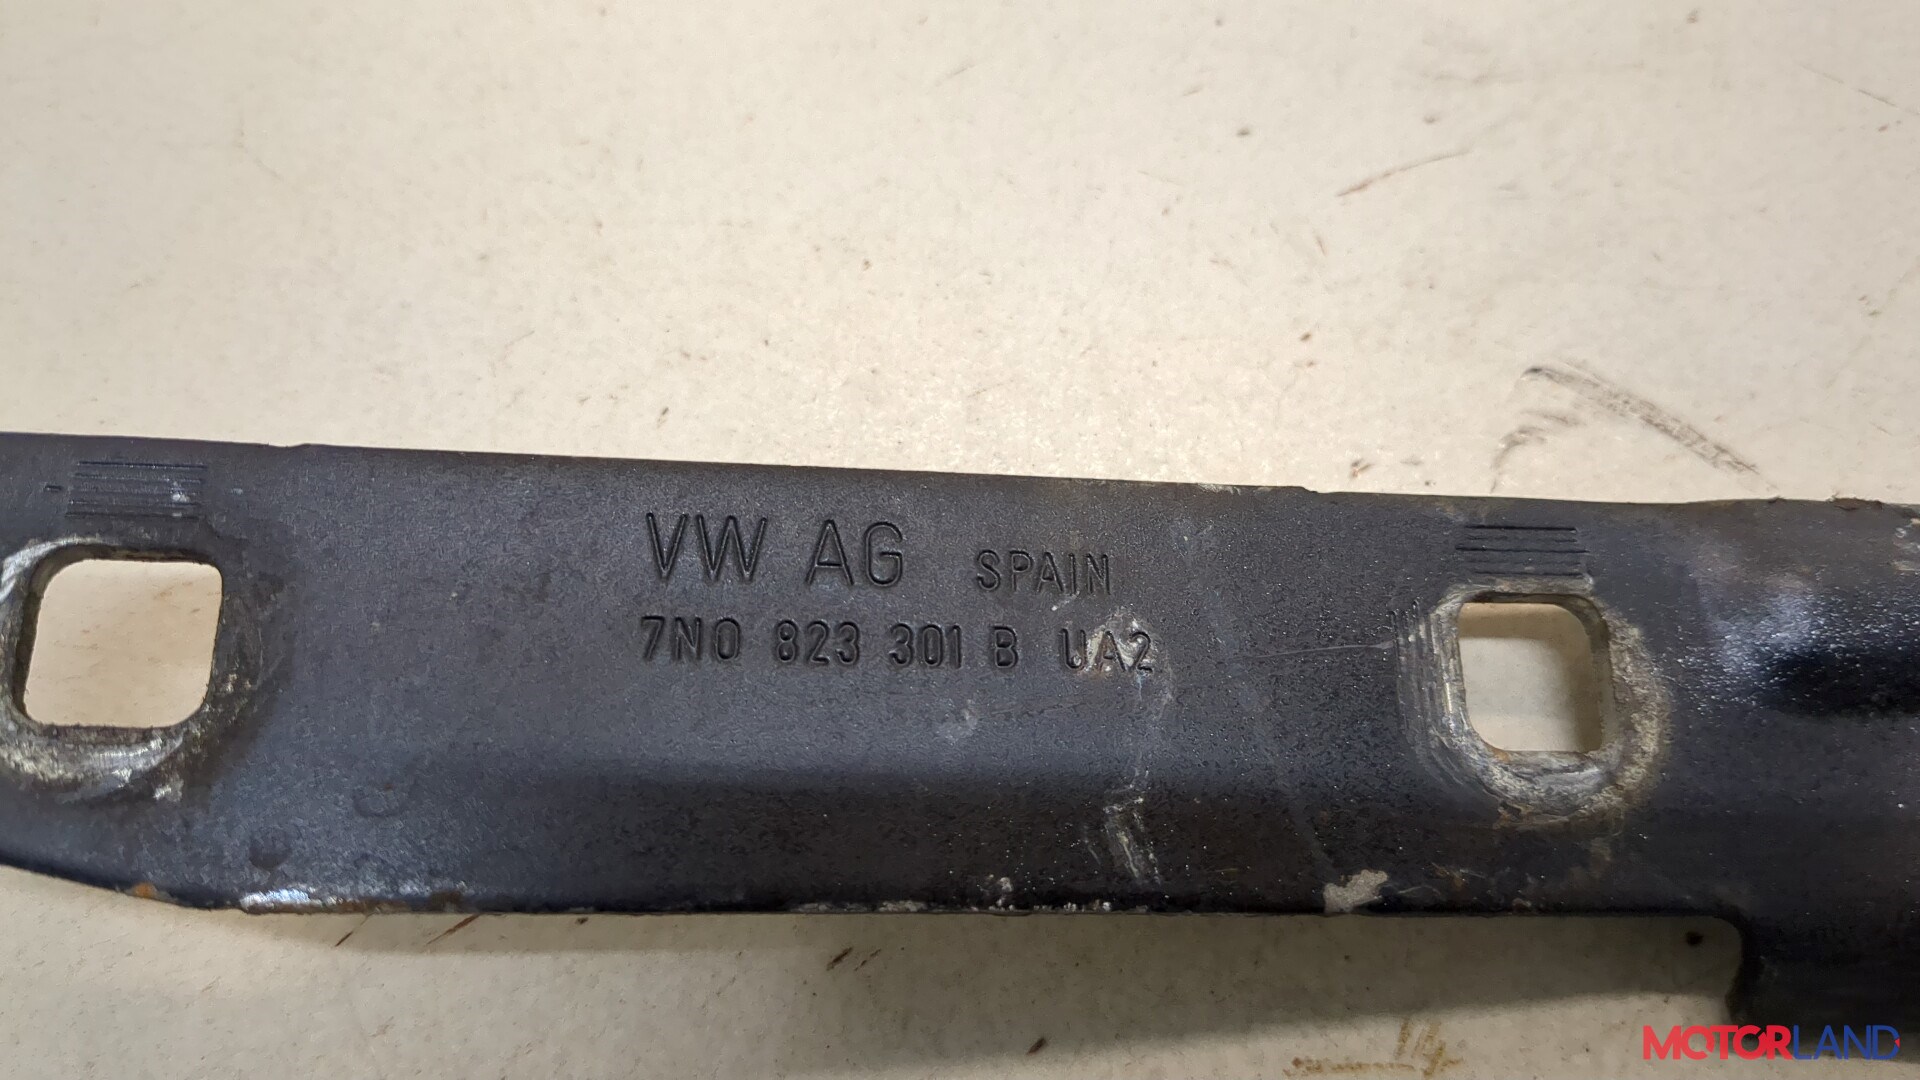 VW AG SPAIN
7N0 823 301 B UA2
MOTORLAND